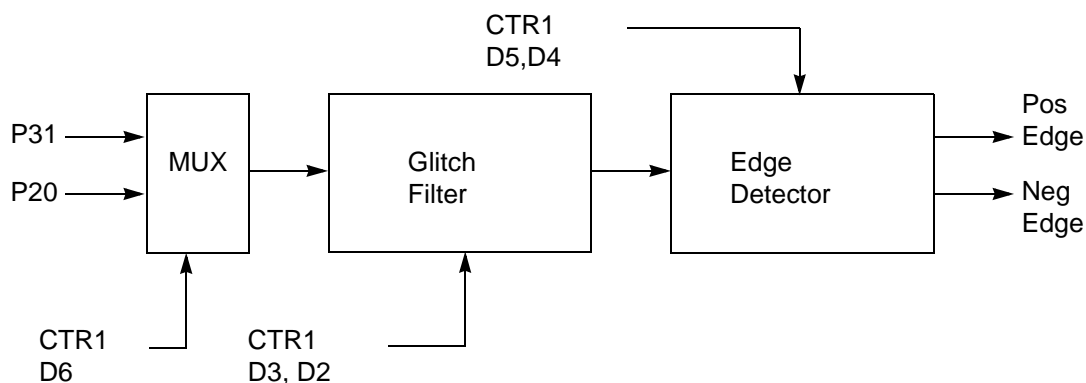 CTR1
D5,D4
P31
P20
MUX
Glitch
Filter
Edge
Detector
Pos
Edge
Neg
Edge
CTR1
D6
CTR1
D3, D2